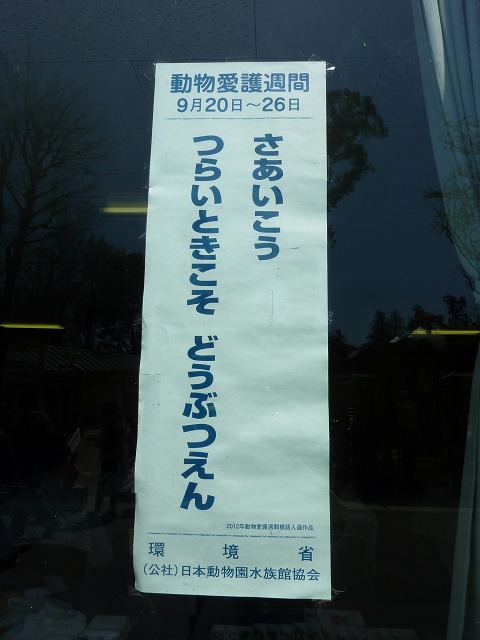 動物愛護週間
9月20日～26日
さあいこう
つらいときこそ どうぶつえん
2012年動物愛護週間標語入選作品
環境省
(公社)日本動物園水族館協会